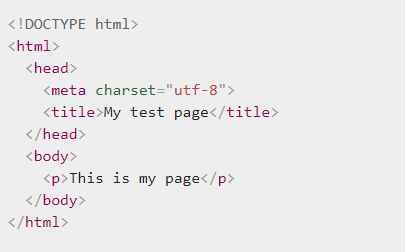 <!DOCTYPE html>
<html>
  <head>
    <meta charset="utf-8">
    <title>My test page</title>
  </head>
  <body>
    <p>This is my page</p>
  </body>
</html>